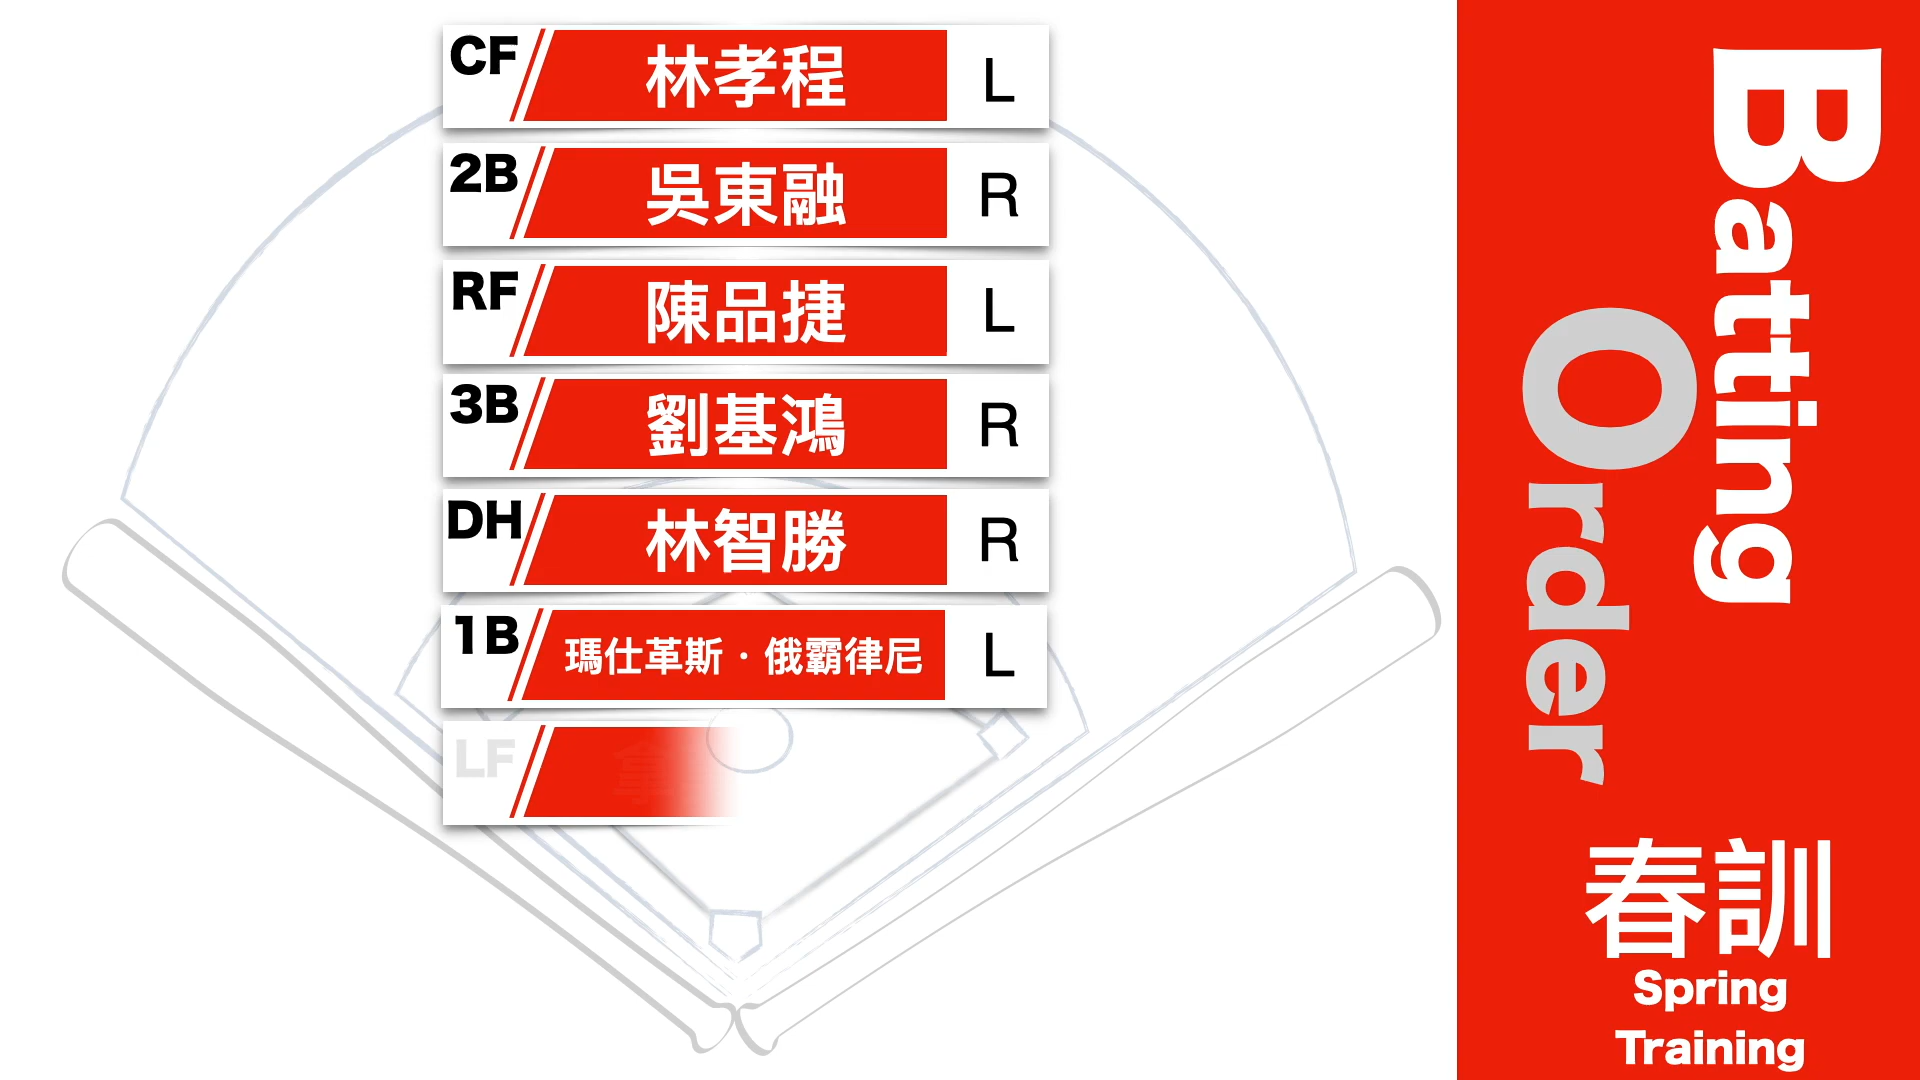 CF 林孝程 L
2B 吳東融 R
RF 陳品捷 L
3B 劉基鴻 R
DH 林智勝 R
1B 瑪仕革斯．俄霸律尼 L
LF
Batting
Order
春訓
Spring
Training